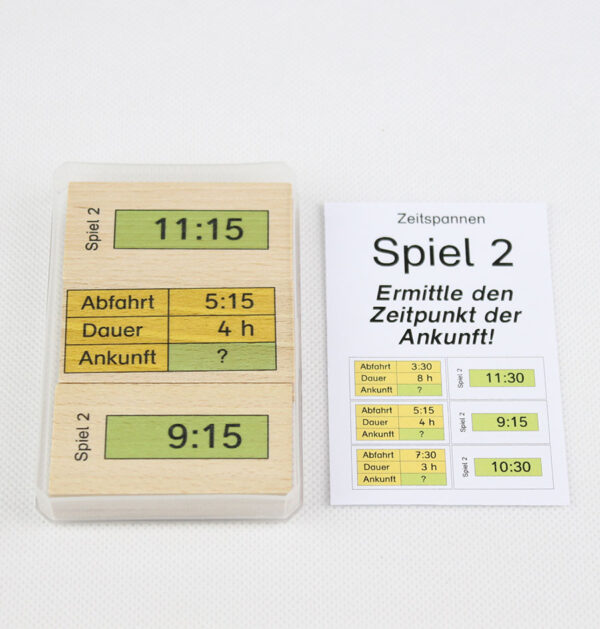 Spiel 2
11:15
Abfahrt 5:15
Dauer 4 h
Ankunft ?
Spiel 2
9:15
Zeitspannen
Spiel 2
Ermittle den
Zeitpunkt der
Ankunft!
Abfahrt 3:30
Dauer 8 h
Ankunft ?
Spiel 2
11:30
Abfahrt 5:15
Dauer 4 h
Ankunft ?
Spiel 2
9:15
Abfahrt 7:30
Dauer 3 h
Ankunft ?
Spiel 2
10:30